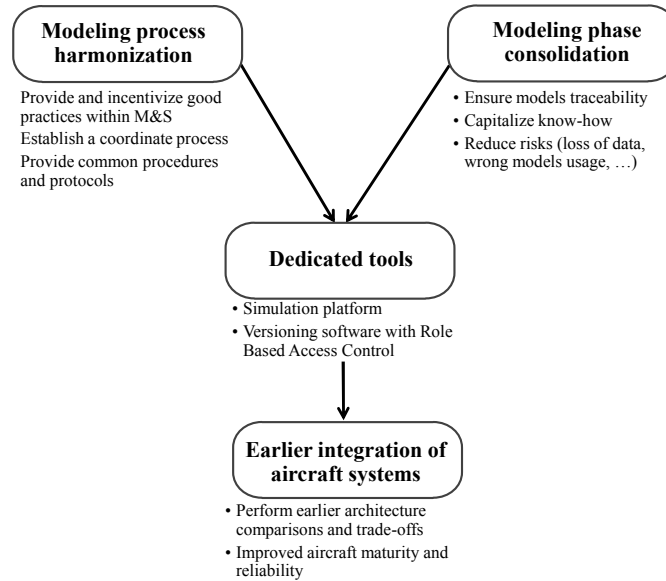 Modeling process
harmonization
Provide and incentivize good
practices within M&S
Establish a coordinate process
Provide common procedures
and protocols
Modeling phase
consolidation
• Ensure models traceability
• Capitalize know-how
• Reduce risks (loss of data,
wrong models usage, …)
Dedicated tools
• Simulation platform
• Versioning software with Role
Based Access Control
Earlier integration of
aircraft systems
• Perform earlier architecture
comparisons and trade-offs
• Improved aircraft maturity and
reliability